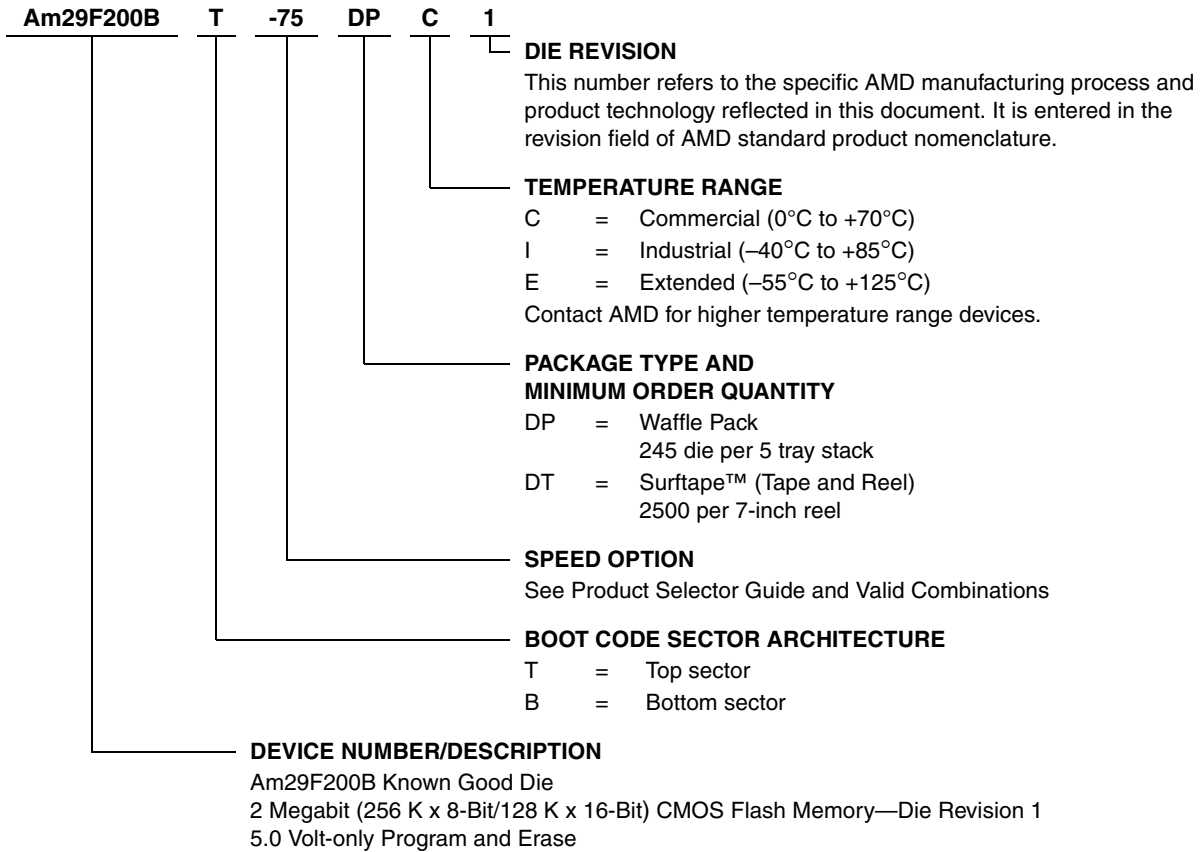 Am29F200B T -75 DP C 1
DIE REVISION
This number refers to the specific AMD manufacturing process and
product technology reflected in this document. It is entered in the
revision field of AMD standard product nomenclature.
TEMPERATURE RANGE
C = Commercial (0°C to +70°C)
I = Industrial (–40°C to +85°C)
E = Extended (–55°C to +125°C)
Contact AMD for higher temperature range devices.
PACKAGE TYPE AND
MINIMUM ORDER QUANTITY
DP = Waffle Pack
245 die per 5 tray stack
DT = Surftape™ (Tape and Reel)
2500 per 7-inch reel
SPEED OPTION
See Product Selector Guide and Valid Combinations
BOOT CODE SECTOR ARCHITECTURE
T = Top sector
B = Bottom sector
DEVICE NUMBER/DESCRIPTION
Am29F200B Known Good Die
2 Megabit (256 K x 8-Bit/128 K x 16-Bit) CMOS Flash Memory—Die Revision 1
5.0 Volt-only Program and Erase